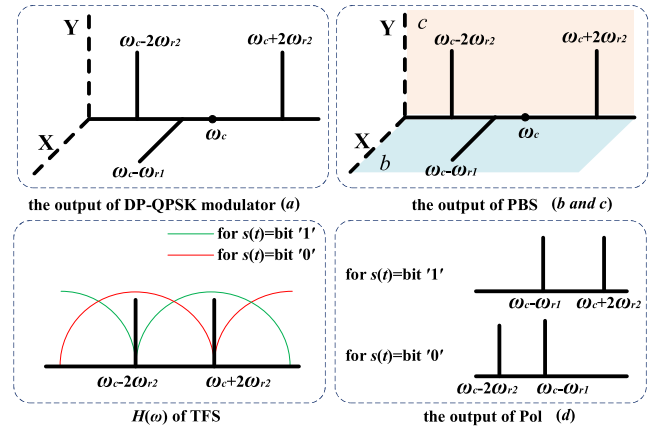 Y
ωc-2ωr2
ωc+2ωr2
X
ωc
ωc-ωr1
the output of DP-QPSK modulator (a)
Y
c
ωc-2ωr2
ωc+2ωr2
X
ωc
b
ωc-ωr1
the output of PBS (b and c)
for s(t)=bit '1'
for s(t)=bit '0'
ωc-2ωr2
ωc+2ωr2
H(ω) of TFS
for s(t)=bit '1'
ωc-ωr1
ωc+2ωr2
for s(t)=bit '0'
ωc-2ωr2
ωc-ωr1
the output of Pol (d)